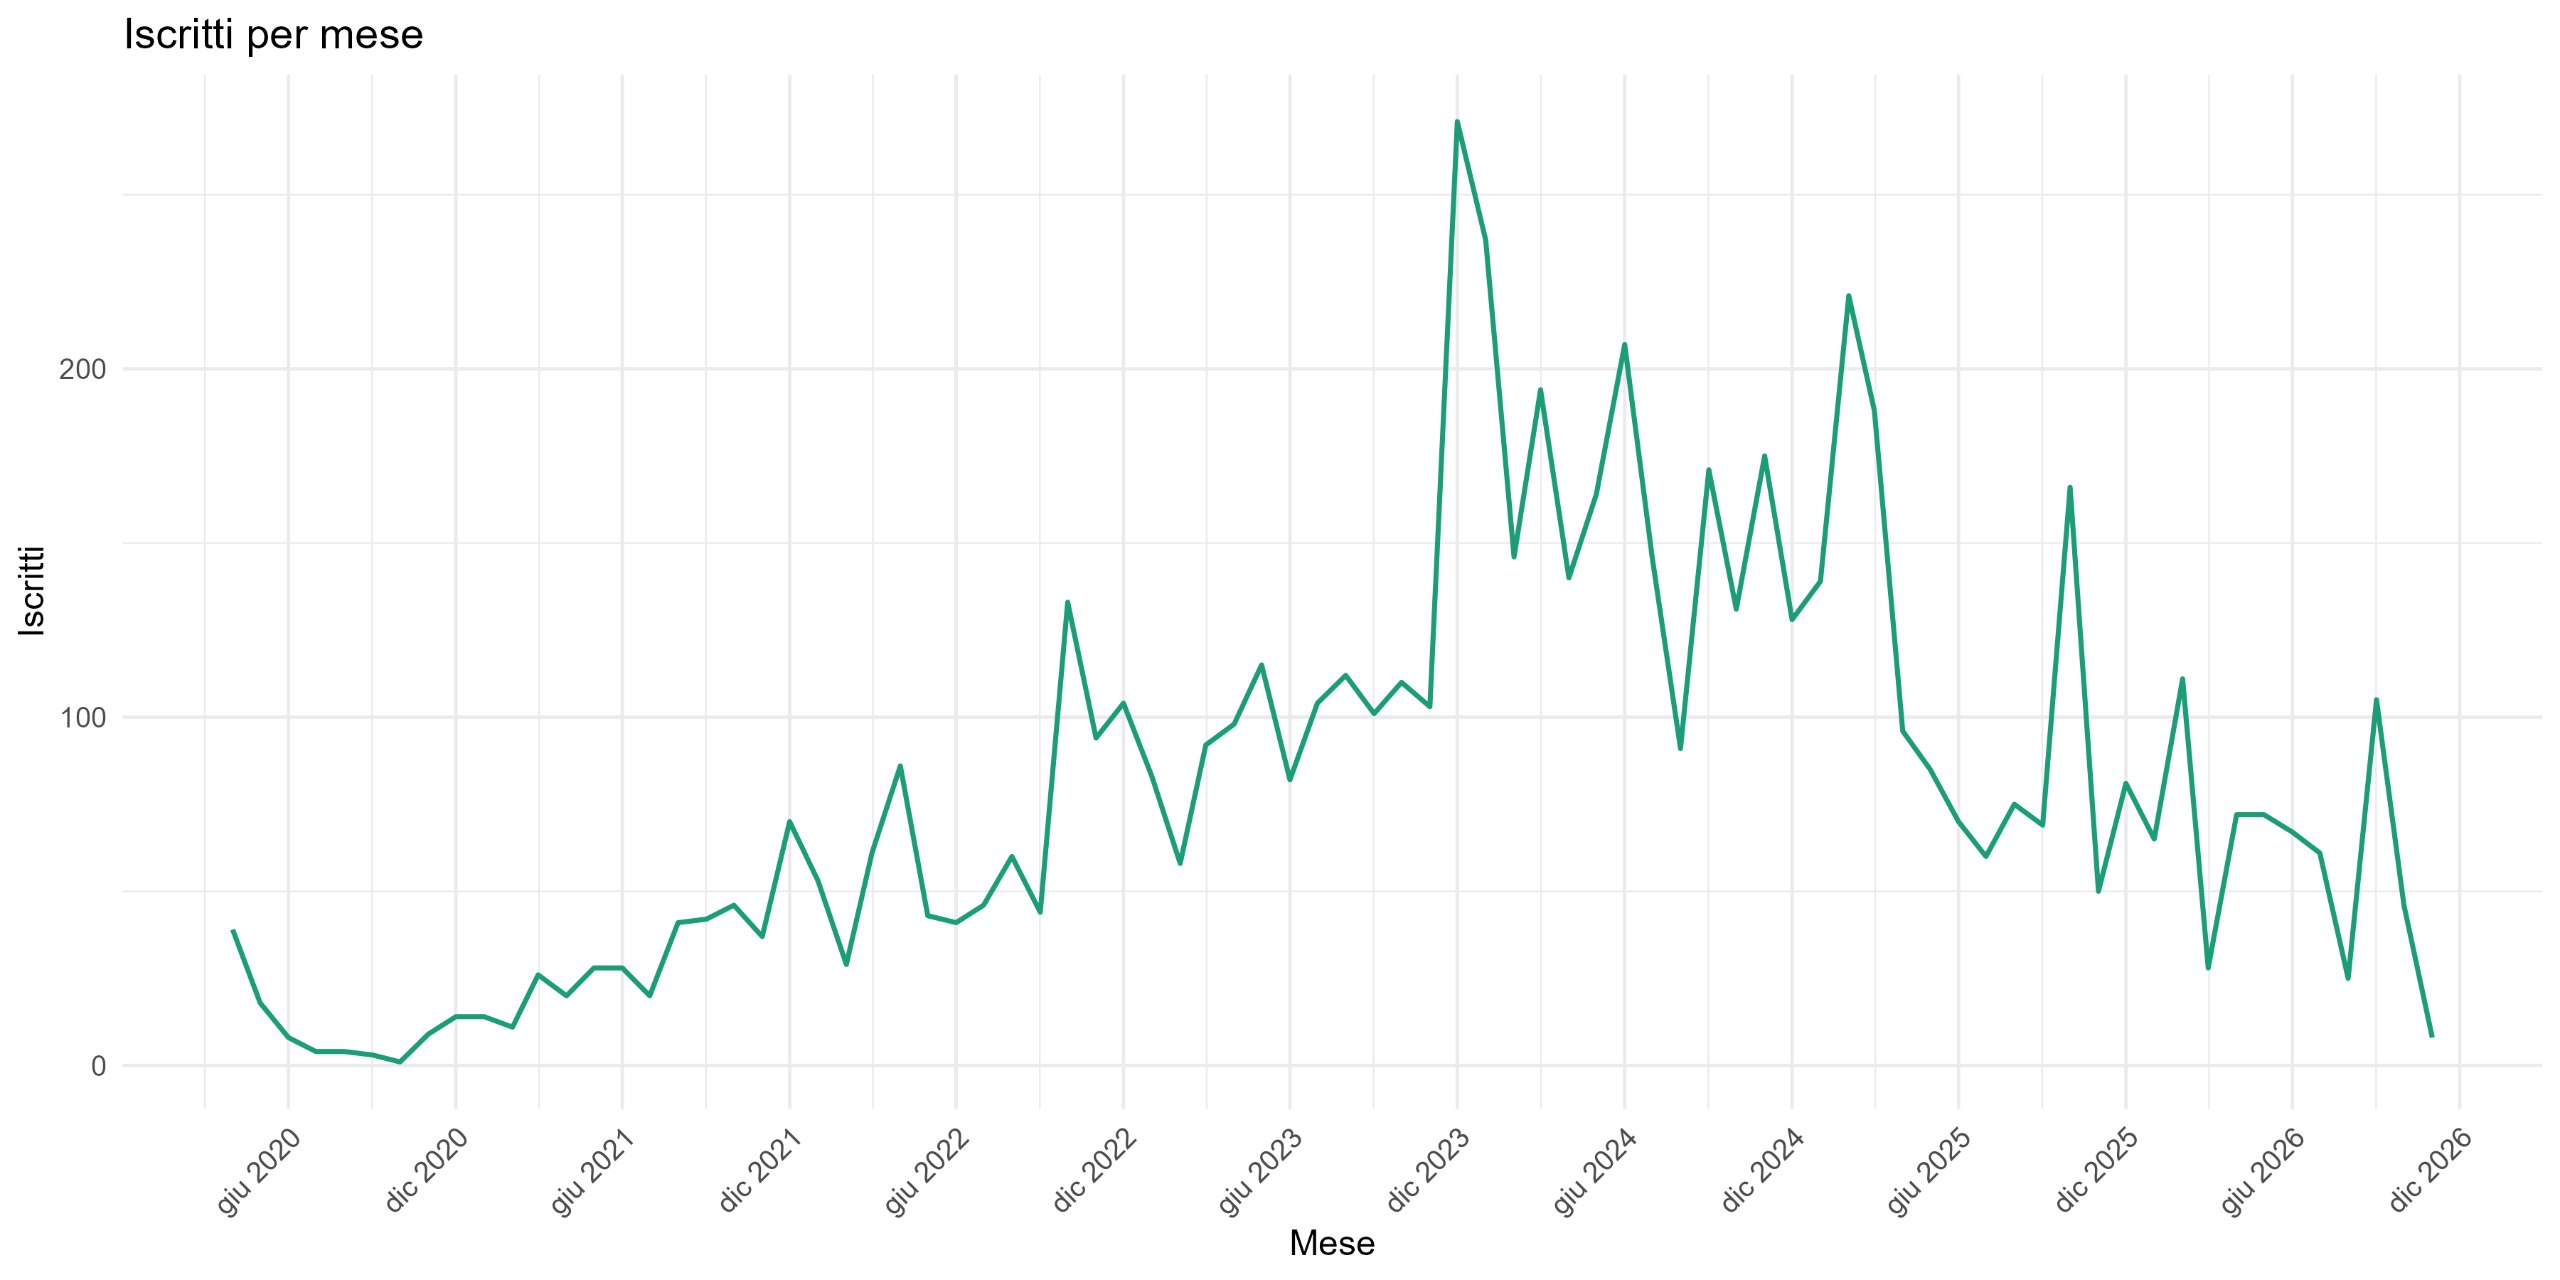 Iscritti per mese
Iscritti
200
100
0
giu 2020
dic 2020
giu 2021
dic 2021
giu 2022
dic 2022
giu 2023
dic 2023
giu 2024
dic 2024
giu 2025
dic 2025
giu 2026
dic 2026
Mese